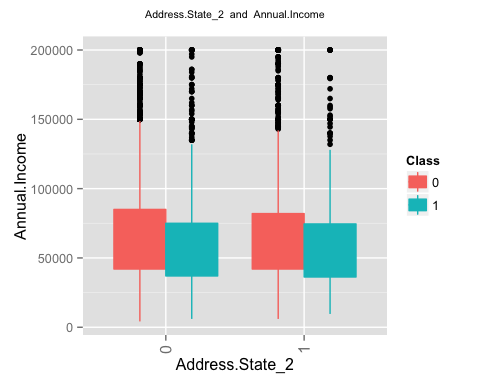 Address.State_2 and Annual.Income
200000
150000
100000
50000
0
Annual.Income
0
1
Address.State_2
Class
0
1